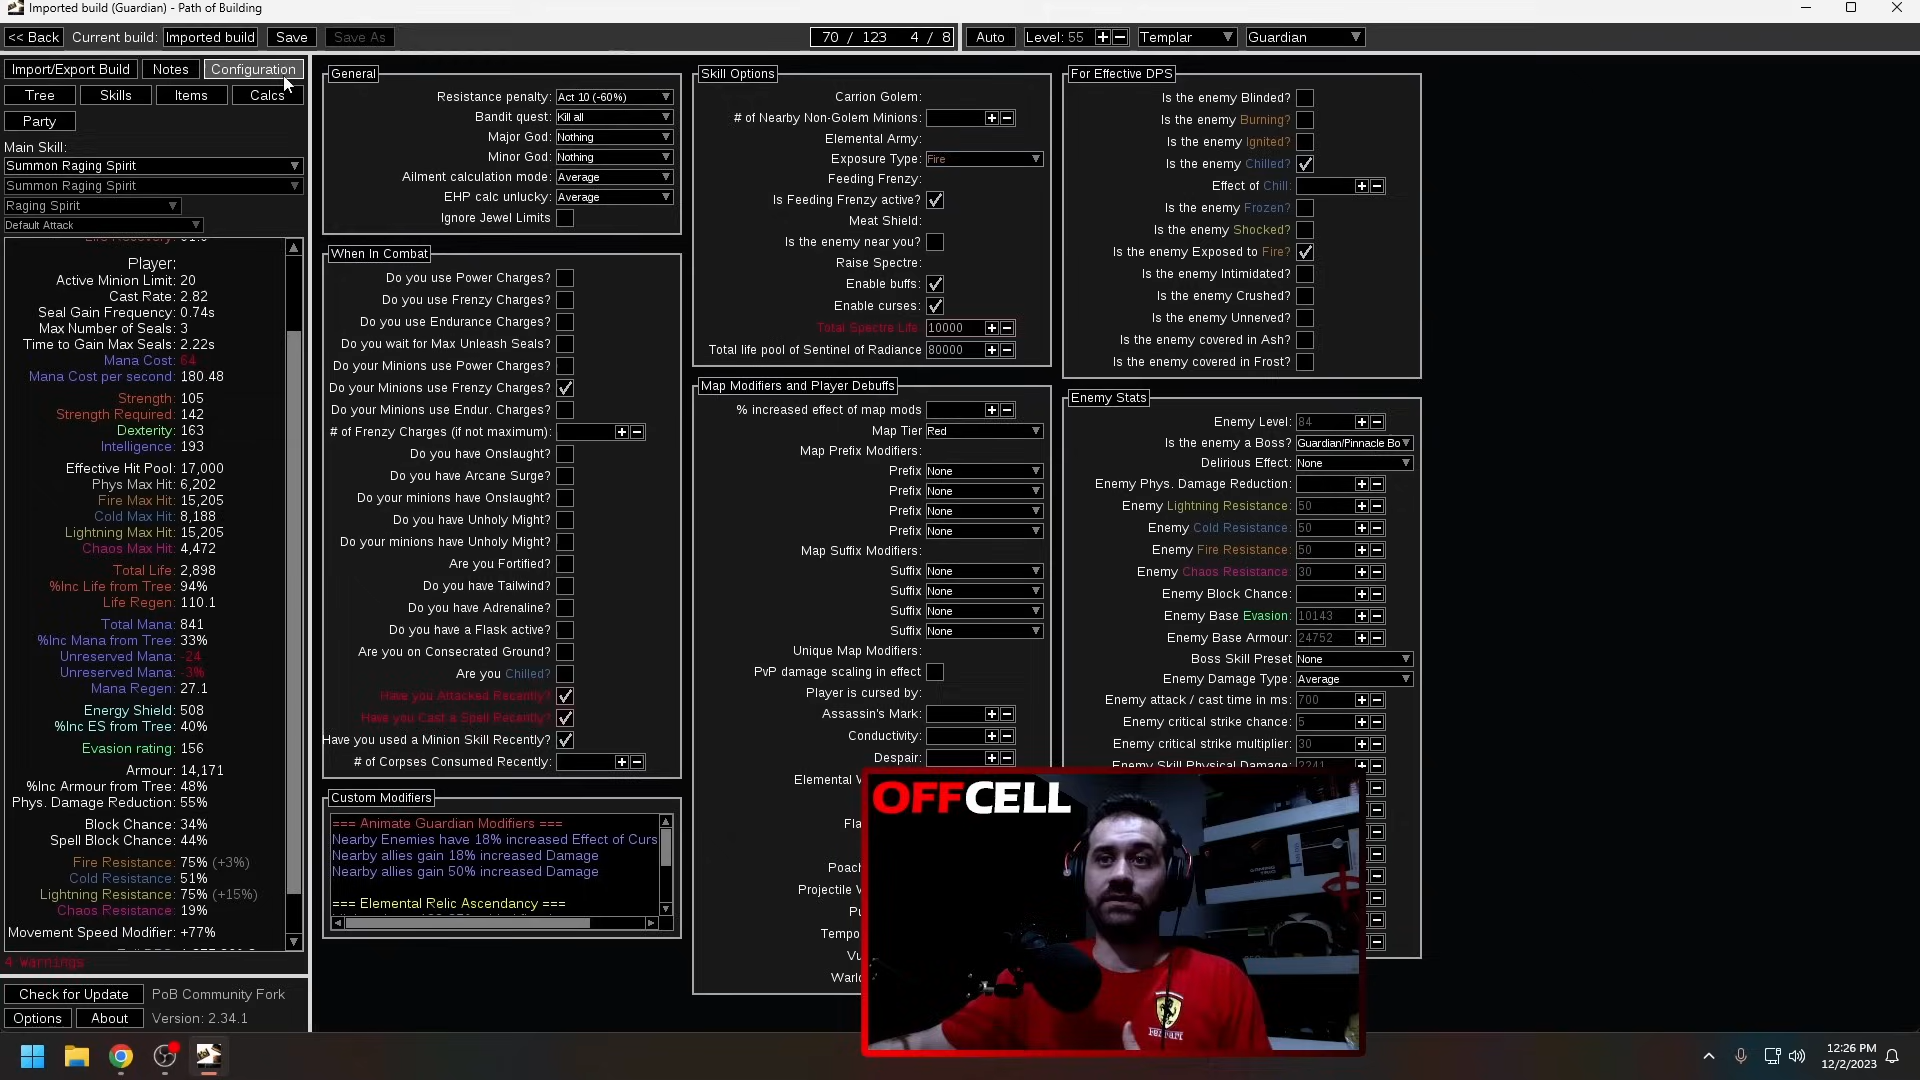 Imported build (Guardian) - Path of Building
<< Back Current build: Imported build Save Save As 70 / 123 4 / 8 Auto Level: 55 Templar Guardian
Import/Export Build Notes Configuration
Tree Skills Items Calcs
Party
Main Skill:
Summon Raging Spirit
Summon Raging Spirit
Raging Spirit
Default Attack
Player:
Active Minion Limit: 20
Cast Rate: 2.82
Seal Gain Frequency: 0.74s
Max Number of Seals: 3
Time to Gain Max Seals: 2.22s
Mana Cost: 64
Mana Cost per second: 180.48
Strength: 105
Strength Required: 142
Dexterity: 163
Intelligence: 193
Effective Hit Pool: 17,000
Phys Max Hit: 6,202
Fire Max Hit: 15,205
Cold Max Hit: 8,188
Lightning Max Hit: 15,205
Chaos Max Hit: 4,472
Total Life: 2,898
%Inc Life from Tree: 94%
Life Regen: 110.1
Total Mana: 841
%Inc Mana from Tree: 33%
Unreserved Mana: -24
Unreserved Mana: -3%
Mana Regen: 27.1
Energy Shield: 508
%Inc ES from Tree: 40%
Evasion rating: 156
Armour: 14,171
%Inc Armour from Tree: 48%
Phys. Damage Reduction: 55%
Block Chance: 34%
Spell Block Chance: 44%
Fire Resistance: 75% (+3%)
Cold Resistance: 51%
Lightning Resistance: 75% (+15%)
Chaos Resistance: 19%
Movement Speed Modifier: +77%
4 Warnings
Check for Update PoB Community Fork
Options About Version: 2.34.1
General
Resistance penalty: Act 10 (-60%)
Bandit quest: Kill all
Major God: Nothing
Minor God: Nothing
Ailment calculation mode: Average
EHP calc unlucky: Average
Ignore Jewel Limits
When In Combat
Do you use Power Charges?
Do you use Frenzy Charges?
Do you use Endurance Charges?
Do you wait for Max Unleash Seals?
Do your Minions use Power Charges?
Do your Minions use Frenzy Charges?
Do your Minions use Endur. Charges?
# of Frenzy Charges (if not maximum):
Do you have Onslaught?
Do you have Arcane Surge?
Do your minions have Onslaught?
Do you have Unholy Might?
Do your minions have Unholy Might?
Are you Fortified?
Do you have Tailwind?
Do you have Adrenaline?
Do you have a Flask active?
Are you on Consecrated Ground?
Are you Chilled?
Have you Attacked Recently?
Have you Cast a Spell Recently?
Have you used a Minion Skill Recently?
# of Corpses Consumed Recently:
Custom Modifiers
=== Animate Guardian Modifiers ===
Nearby Enemies have 18% increased Effect of Curs
Nearby allies gain 18% increased Damage
Nearby allies gain 50% increased Damage
=== Elemental Relic Ascendancy ===
Skill Options
Carrion Golem:
# of Nearby Non-Golem Minions:
Elemental Army:
Exposure Type: Fire
Feeding Frenzy:
Is Feeding Frenzy active?
Meat Shield:
Is the enemy near you?
Raise Spectre:
Enable buffs:
Enable curses:
Total Spectre Life 10000
Total life pool of Sentinel of Radiance 80000
Map Modifiers and Player Debuffs
% increased effect of map mods
Map Tier Red
Map Prefix Modifiers:
Prefix None
Prefix None
Prefix None
Prefix None
Map Suffix Modifiers:
Suffix None
Suffix None
Suffix None
Suffix None
Unique Map Modifiers:
PvP damage scaling in effect
Player is cursed by:
Assassin's Mark:
Conductivity:
Despair:
Elemental
Fla
Poach
Projectile
Pu
Tempo
Vu
Warlo
For Effective DPS
Is the enemy Blinded?
Is the enemy Burning?
Is the enemy Ignited?
Is the enemy Chilled?
Effect of Chill:
Is the enemy Frozen?
Is the enemy Shocked?
Is the enemy Exposed to Fire?
Is the enemy Intimidated?
Is the enemy Crushed?
Is the enemy Unnerved?
Is the enemy covered in Ash?
Is the enemy covered in Frost?
Enemy Stats
Enemy Level: 84
Is the enemy a Boss? Guardian/Pinnacle Bo
Delirious Effect: None
Enemy Phys. Damage Reduction:
Enemy Lightning Resistance: 50
Enemy Cold Resistance: 50
Enemy Fire Resistance: 50
Enemy Chaos Resistance: 30
Enemy Block Chance:
Enemy Base Evasion: 10143
Enemy Base Armour: 24752
Boss Skill Preset None
Enemy Damage Type: Average
Enemy attack / cast time in ms: 700
Enemy critical strike chance: 5
Enemy critical strike multiplier: 30
Enemy Skill Physical Damage: 2241
OFFCELL
Ferrari
12:26 PM
12/2/2023